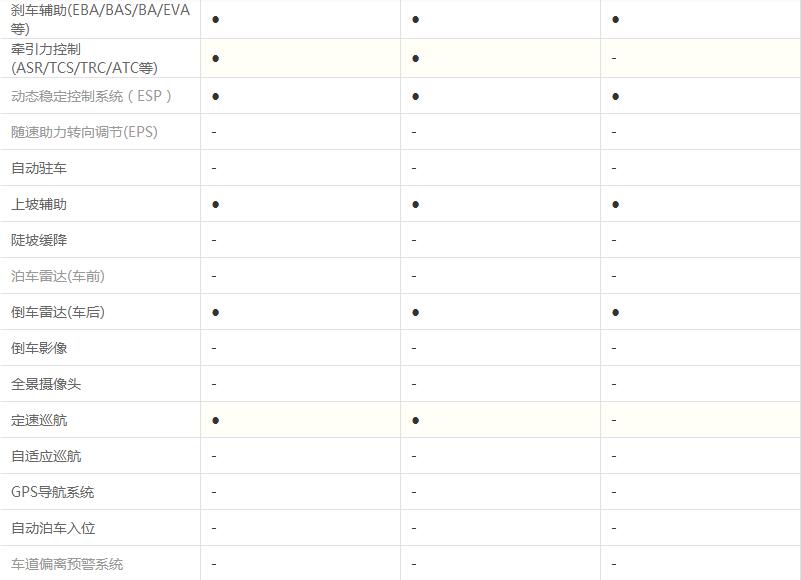 刹车辅助(EBA/BAS/BA/EVA
等) ● ● ●
牵引力控制
(ASR/TCS/TRC/ATC等) ● ● -
动态稳定控制系统（ESP） ● ● ●
随速助力转向调节(EPS) - - -
自动驻车 - - -
上坡辅助 ● ● ●
陡坡缓降 - - -
泊车雷达(车前) - - -
倒车雷达(车后) ● ● ●
倒车影像 - - -
全景摄像头 - - -
定速巡航 ● ● -
自适应巡航 - - -
GPS导航系统 - - -
自动泊车入位 - - -
车道偏离预警系统 - - -